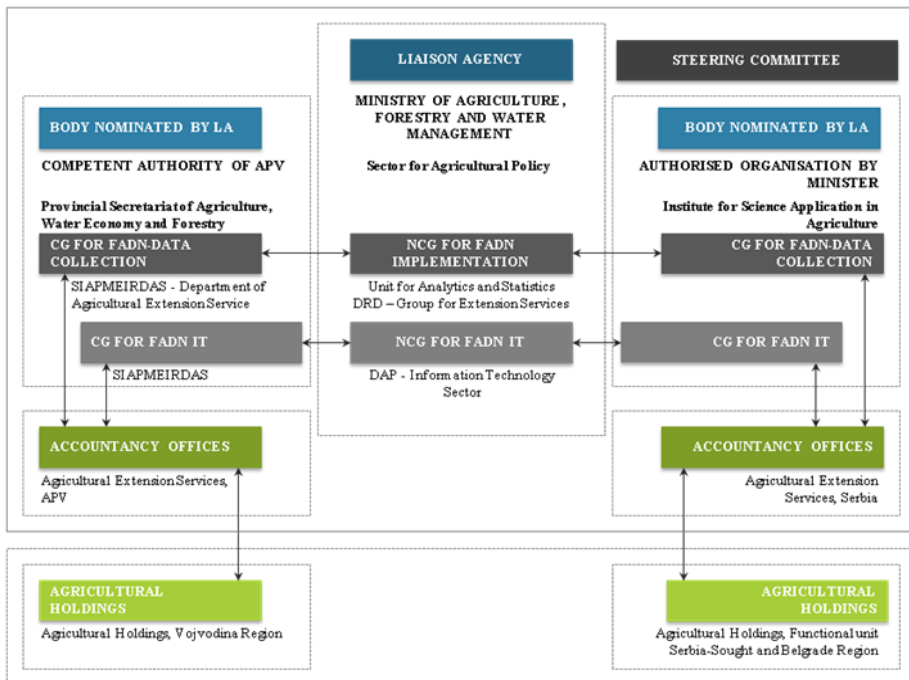 LIAISON AGENCY
MINISTRY OF AGRICULTURE,
FORESTRY AND WATER
MANAGEMENT
Sector for Agricultural Policy
STEERING COMMITTEE
BODY NOMINATED BY LA
COMPETENT AUTHORITY OF APV
Provincial Secretariat of Agriculture,
Water Economy and Forestry
BODY NOMINATED BY LA
AUTHORISED ORGANISATION BY
MINISTER
Institute for Science Application in
Agriculture
CG FOR FADN-DATA
COLLECTION
SIAPMEIRDAS - Department of
Agricultural Extension Service
NCG FOR FADN
IMPLEMENTATION
Unit for Analytics and Statistics
DRD – Group for Extension Services
CG FOR FADN-DATA
COLLECTION
CG FOR FADN IT
SIAPMEIRDAS
NCG FOR FADN IT
DAP - Information Technology
Sector
CG FOR FADN IT
ACCOUNTANCY OFFICES
Agricultural Extension Services,
APV
ACCOUNTANCY OFFICES
Agricultural Extension
Services, Serbia
AGRICULTURAL
HOLDINGS
Agricultural Holdings, Vojvodina Region
AGRICULTURAL
HOLDINGS
Agricultural Holdings, Functional unit
Serbia-Sought and Belgrade Region